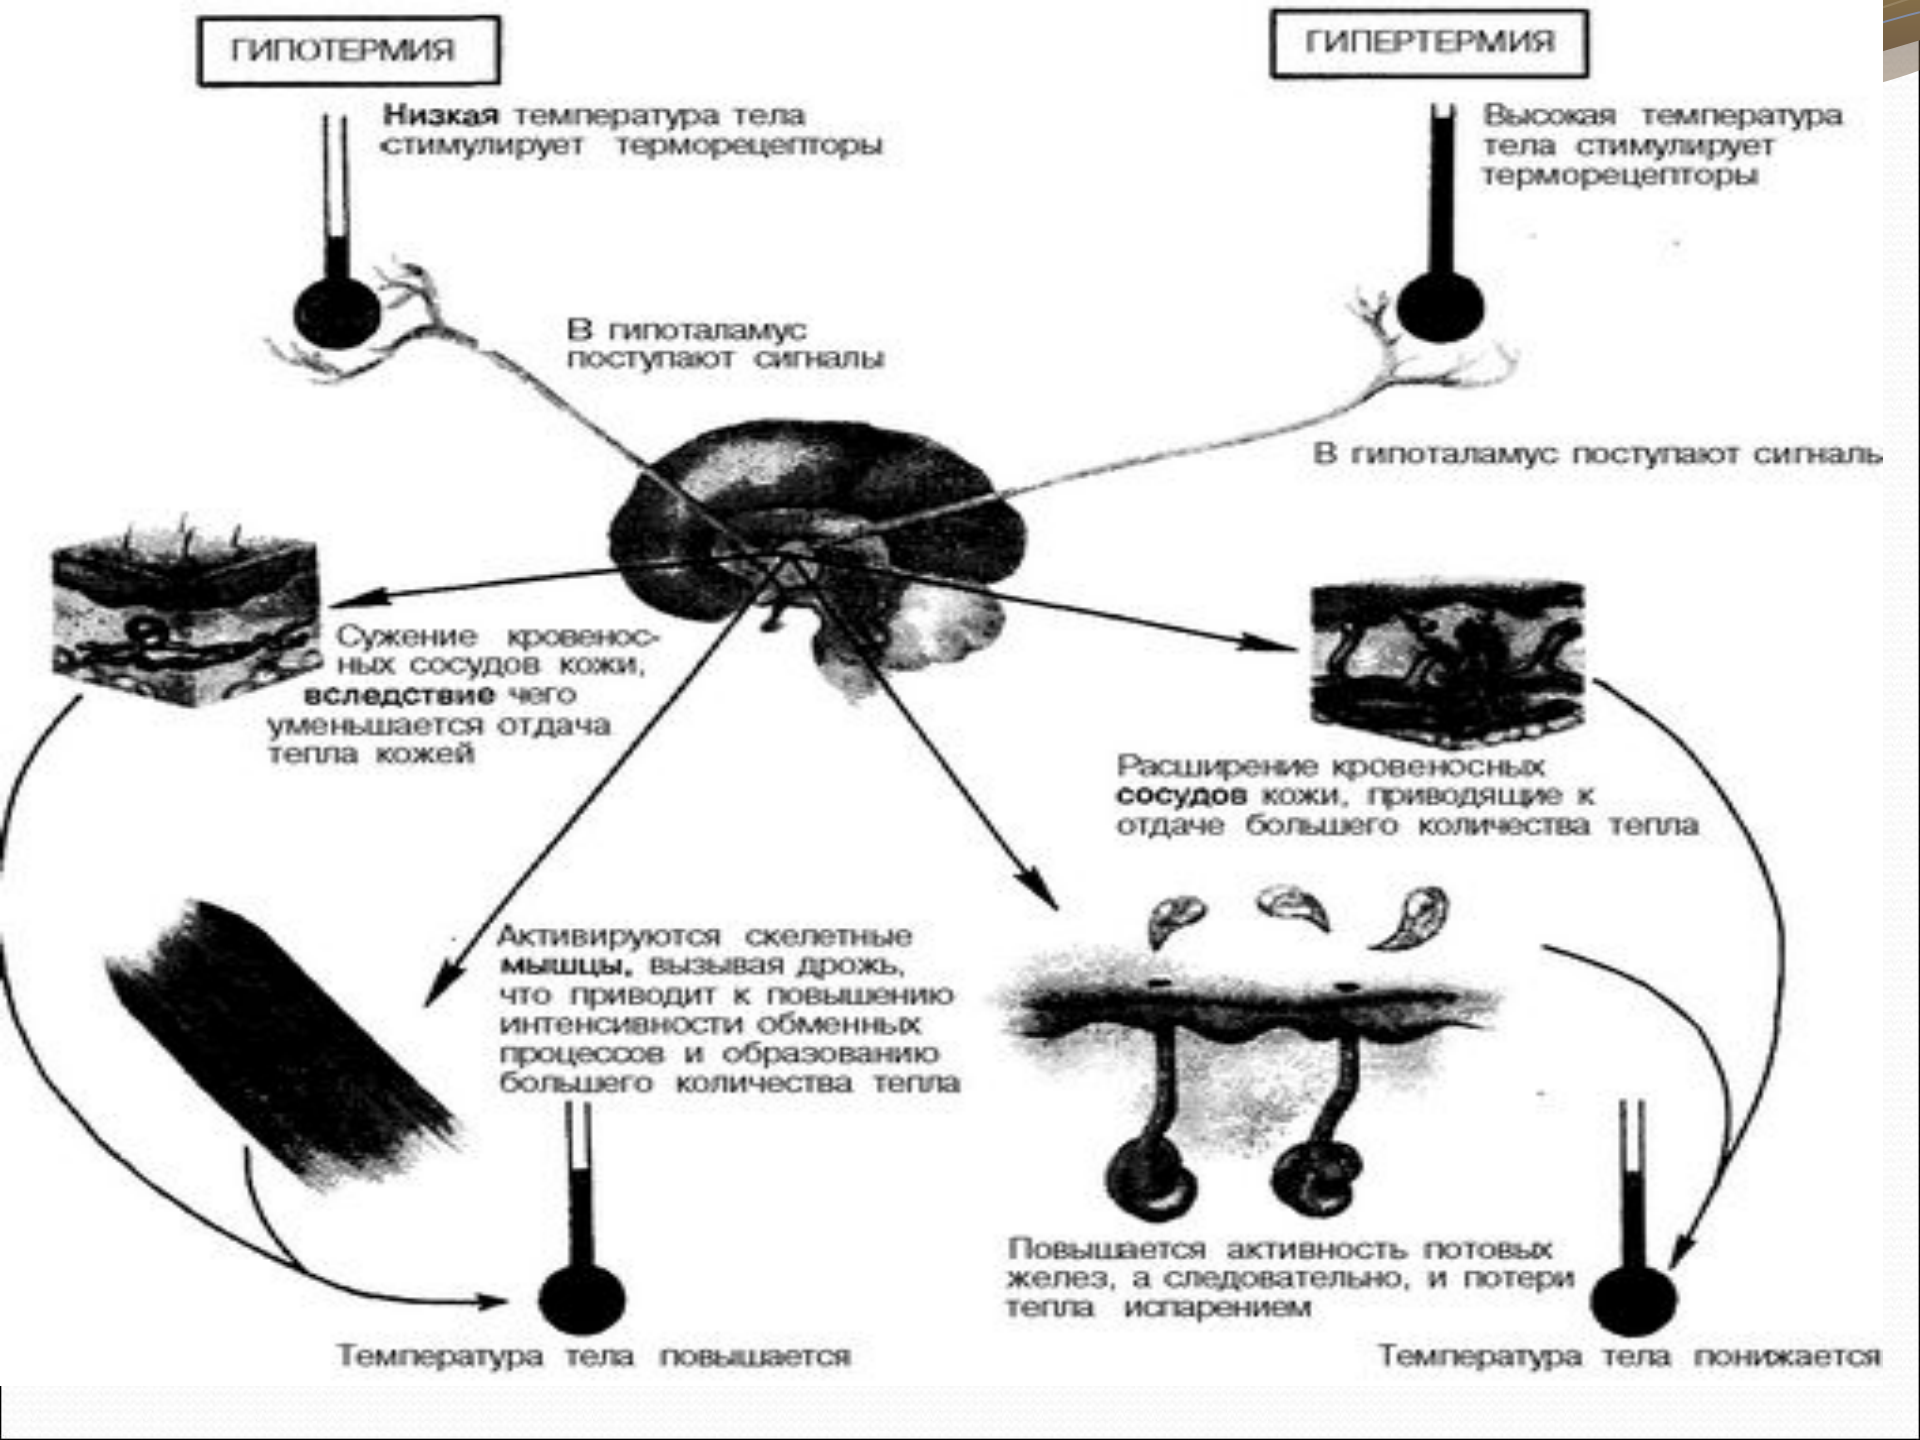 ГИПОТЕРМИЯ
Низкая температура тела
стимулирует терморецепторы
В гипоталамус
поступают сигналы
Сужение кровенос-
ных сосудов кожи,
вследствие чего
уменьшается отдача
тепла кожей
Активируются скелетные
мышцы, вызывая дрожь,
что приводит к повышению
интенсивности обменных
процессов и образованию
большего количества тепла
Температура тела повышается
ГИПЕРТЕРМИЯ
Высокая температура
тела стимулирует
терморецепторы
В гипоталамус поступают сигналь
Расширение кровеносных
сосудов кожи, приводящие к
отдаче большего количества тепла
Повышается активность потовых
желез, а следовательно, и потери
тепла испарением
Температура тела понижается